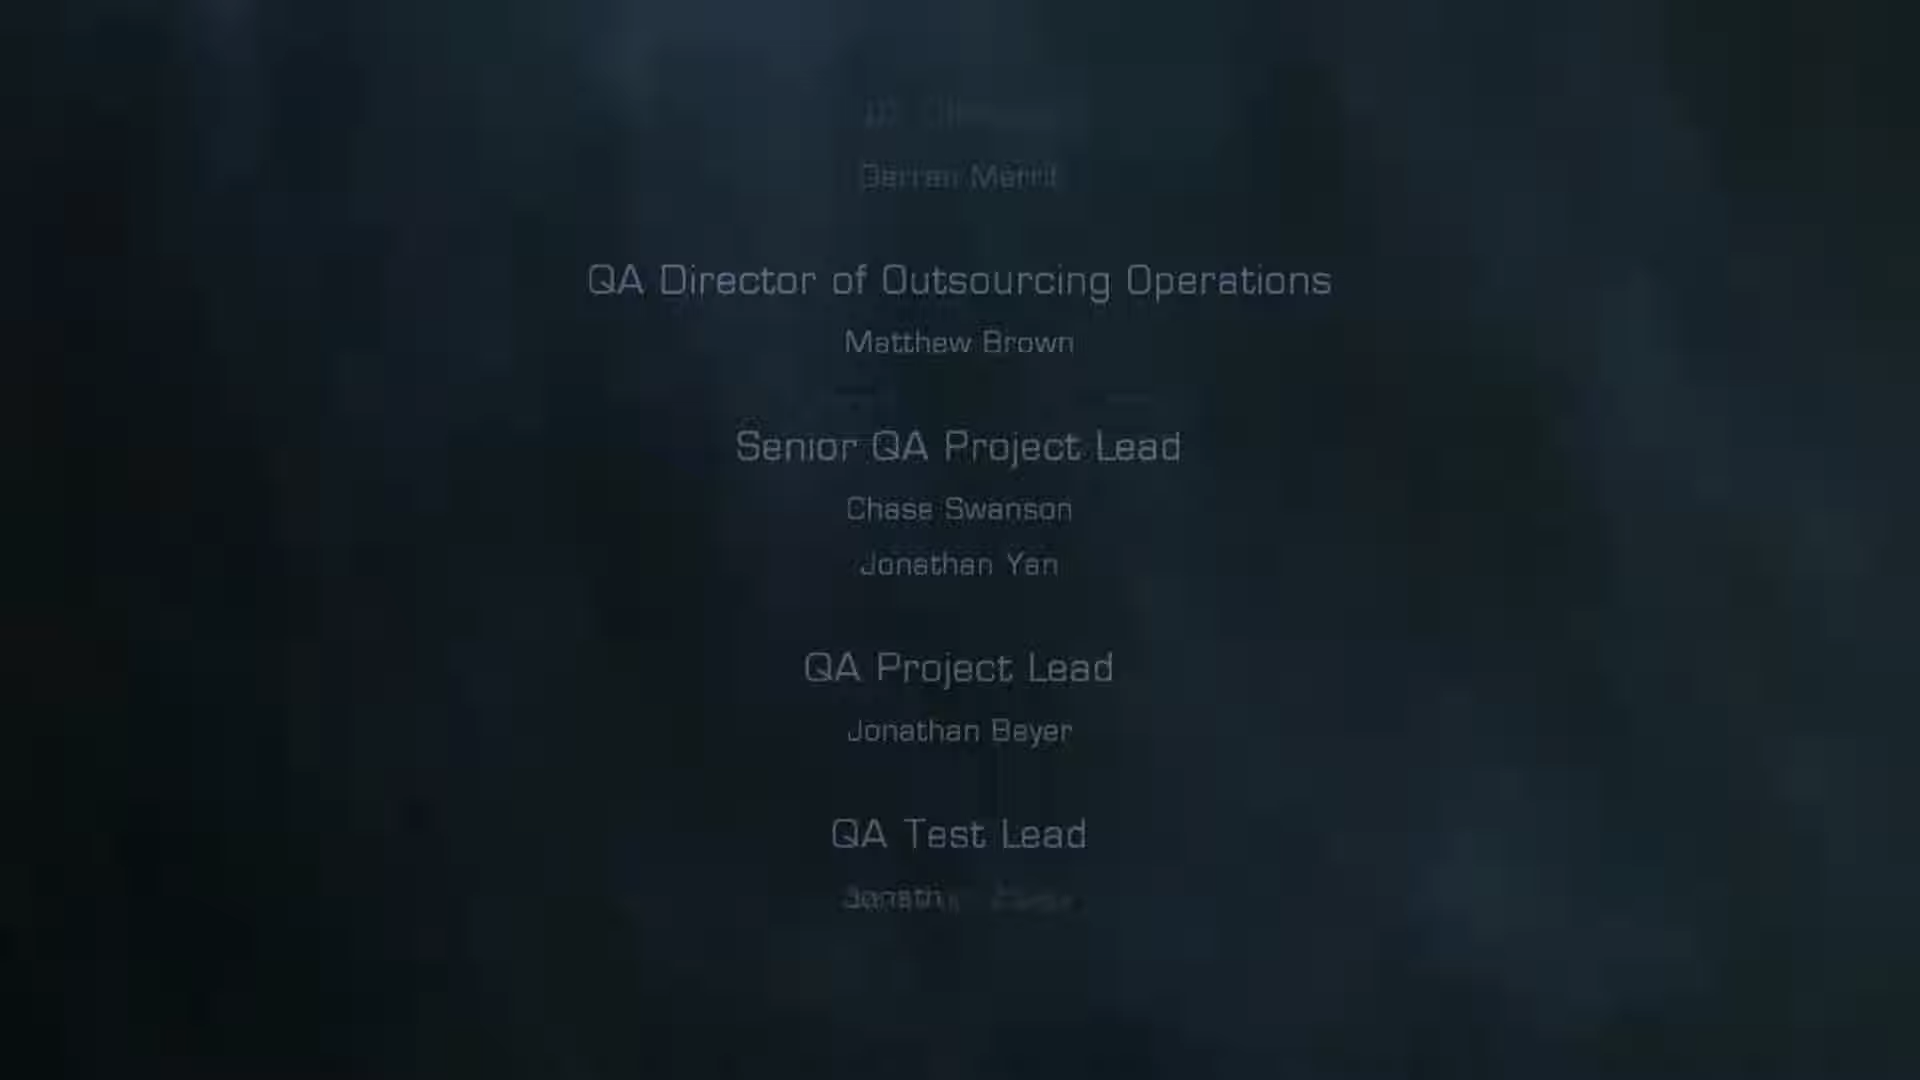 QA Director of Outsourcing Operations
Matthew Brown
Senior QA Project Lead
Chase Swanson
Jonathan Yan
QA Project Lead
Jonathan Bayer
QA Test Lead